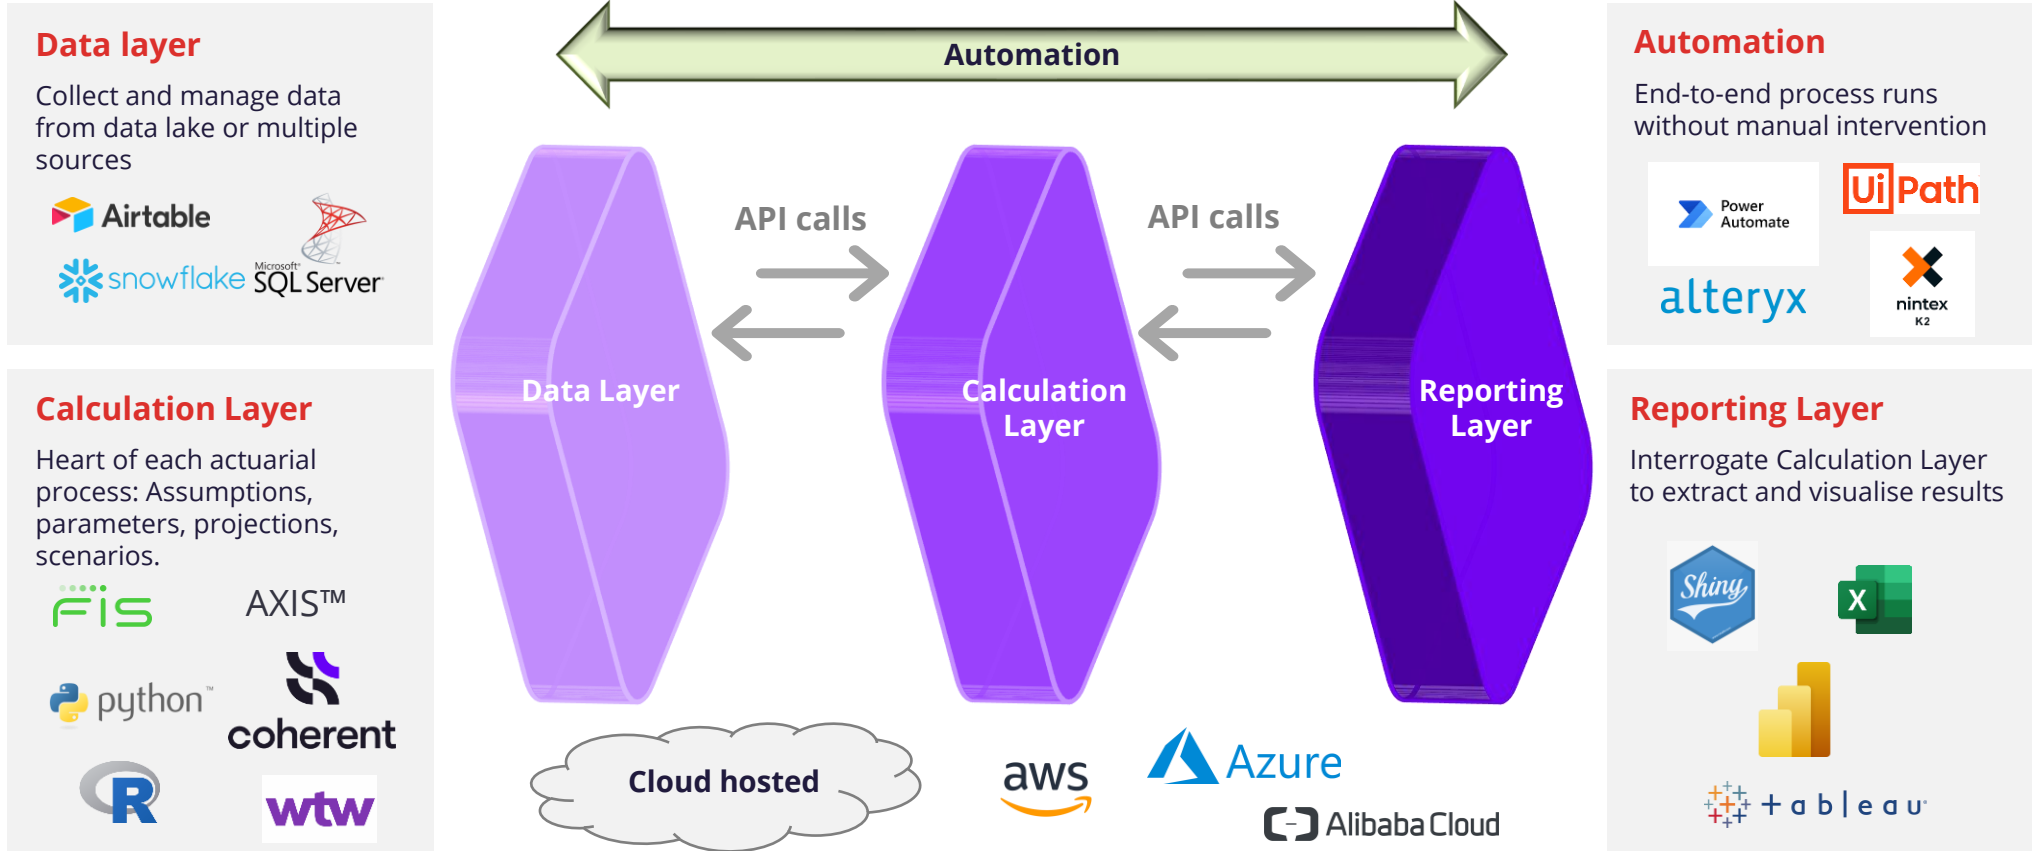 Data layer
Collect and manage data
from data lake or multiple
sources
Airtable
snowflake
Microsoft®
SQL Server
Calculation Layer
Heart of each actuarial
process: Assumptions,
parameters, projections,
scenarios.
FIS
AXIS™
python™
coherent
R
wtw
Automation
API calls
API calls
Data Layer
Calculation
Layer
Reporting
Layer
Cloud hosted
aws
Azure
Alibaba Cloud
Automation
End-to-end process runs
without manual intervention
Power
Automate
UiPath
alteryx
nintex
K2
Reporting Layer
Interrogate Calculation Layer
to extract and visualise results
Shiny
X
+ableau